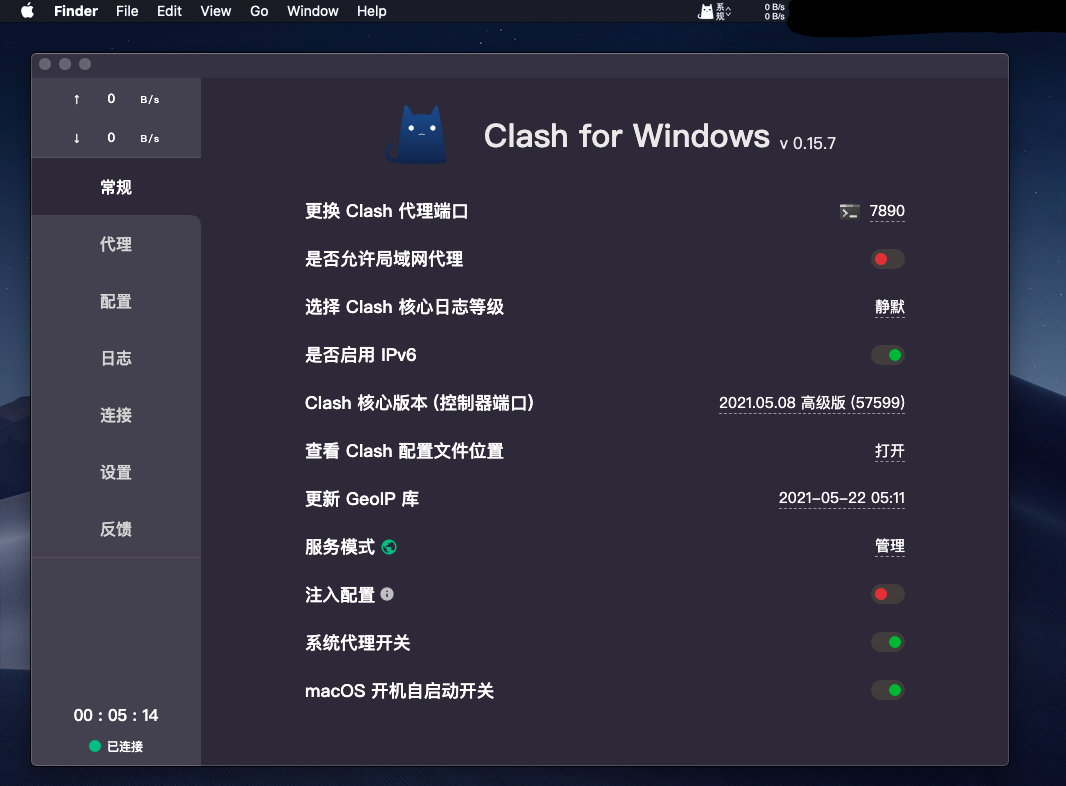 Finder File Edit View Go Window Help 系规 0 B/s 0 B/s
↑ 0 B/s
↓ 0 B/s
常规
代理
配置
日志
连接
设置
反馈
00 : 05 : 14
已连接
Clash for Windows v 0.15.7
更换 Clash 代理端口 7890
是否允许局域网代理
选择 Clash 核心日志等级 静默
是否启用 IPv6
Clash 核心版本 (控制器端口) 2021.05.08 高级版 (57599)
查看 Clash 配置文件位置 打开
更新 GeoIP 库 2021-05-22 05:11
服务模式 管理
注入配置
系统代理开关
macOS 开机自启动开关